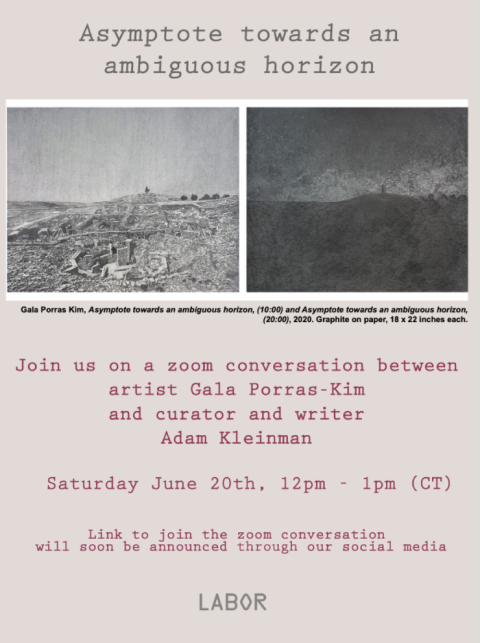 Asymptote towards an
ambiguous horizon
Gala Porras Kim, Asymptote towards an ambiguous horizon, (10:00) and Asymptote towards an ambiguous horizon,
(20:00), 2020. Graphite on paper, 18 x 22 inches each.
Join us on a zoom conversation between
artist Gala Porras-Kim
and curator and writer
Adam Kleinman
Saturday June 20th, 12pm - 1pm (CT)
Link to join the zoom conversation
will soon be announced through our social media
LABOR